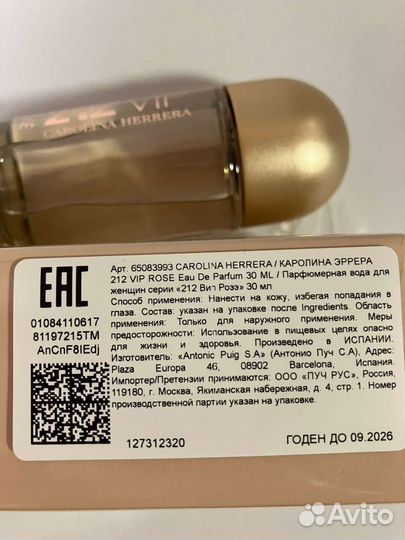 212 VIP
CAROLINA HERRERA
EAC
01084110617
81197215TM
AnCnF8IEdj
Арт. 65083993 CAROLINA HERRERA / КАРОЛИНА ЭРРЕРА
212 VIP ROSE Eau De Parfum 30 ML / Парфюмерная вода для
женщин серии «212 Вип Роэз» 30 мл
Способ применения: Нанести на кожу, избегая попадания в
глаза. Состав: указан на упаковке после Ingredients. Область
применения: Только для наружного применения. Меры
предосторожности: Использование в пищевых целях опасно
для жизни и здоровья. Произведено в ИСПАНИИ.
Изготовитель: «Antonic Puig S.A» (Антонио Пуч С.А), Адрес:
Plaza Europa 46, 08902 Barcelona, Испания.
Импортер/Претензии принимаются: ООО «ПУЧ РУС», Россия,
119180, г. Москва, Якиманская набережная, д. 4, стр. 1. Номер
производственной партии указан на упаковке.
127312320
ГОДЕН ДО 09.2026
Avito